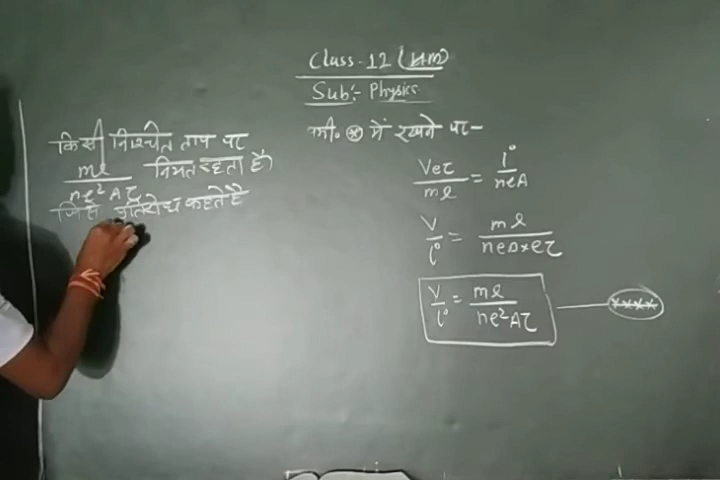 Class-12 (HM)
Sub:- Physics
किसी निश्चित ताप पर
ml/ne²Aτ नियत रहता है।
जिसे प्रतिरोध कहते हैं
समी० ⊛ में रखने पर-
Veτ/ml = i/neA
V/i = ml/neA×eτ
V/i = ml/ne²Aτ — ****